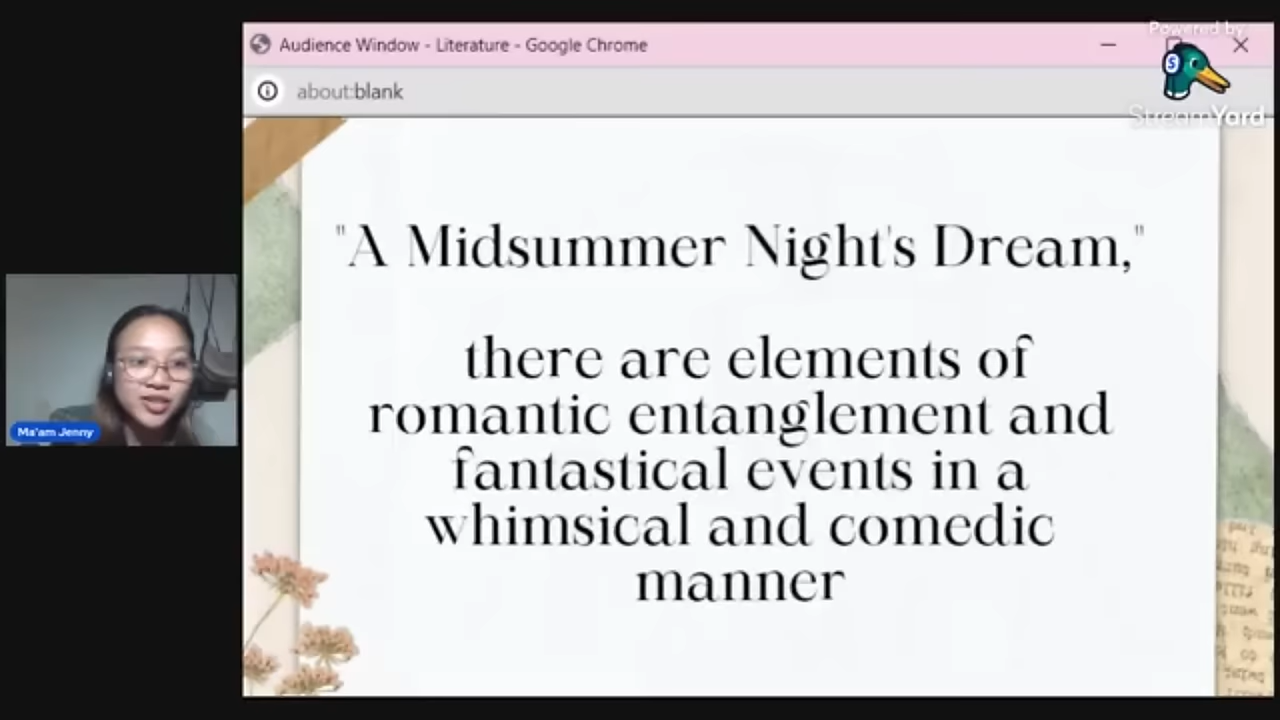 Audience Window - Literature - Google Chrome
about:blank
Powered by
StreamYard
"A Midsummer Night's Dream,"
there are elements of
romantic entanglement and
fantastical events in a
whimsical and comedic
manner
Ma'am Jenny